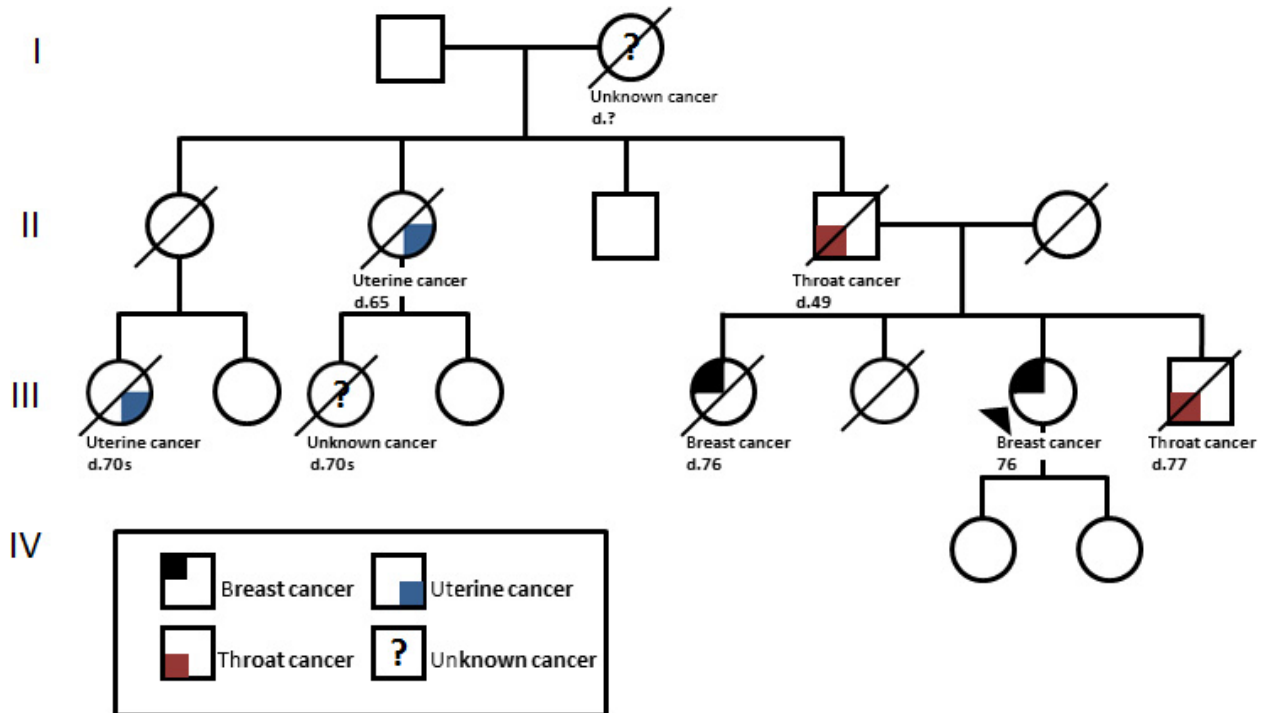 I
?
Unknown cancer
d.?
II
Uterine cancer
d.65
Throat cancer
d.49
III
?
Uterine cancer
d.70s
Unknown cancer
d.70s
Breast cancer
d.76
Breast cancer
76
Throat cancer
d.77
IV
Breast cancer
Uterine cancer
Throat cancer
?
Unknown cancer